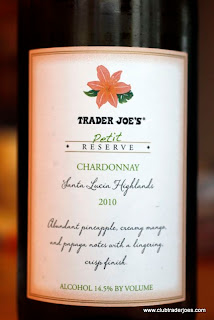 TRADER JOE'S®
Petit
RESERVE
CHARDONNAY
Santa Lucia Highlands
2010
Abundant pineapple, creamy mango,
and papaya notes with a lingering,
crisp finish.
ALCOHOL 14.5% BY VOLUME
www.clubtraderjoes.com